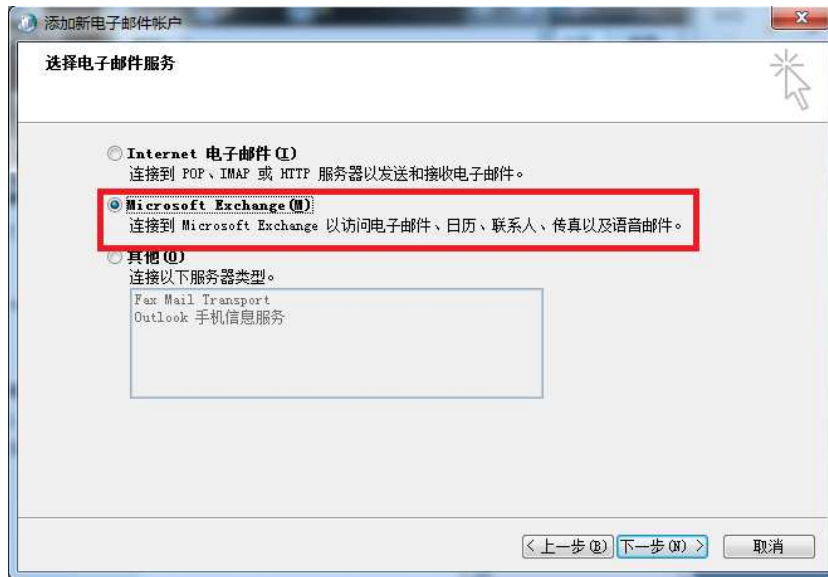 添加新电子邮件帐户
选择电子邮件服务
Internet 电子邮件(I)
连接到 POP、IMAP 或 HTTP 服务器以发送和接收电子邮件。
Microsoft Exchange(M)
连接到 Microsoft Exchange 以访问电子邮件、日历、联系人、传真以及语音邮件。
其他(O)
连接以下服务器类型。
Fax Mail Transport
Outlook 手机信息服务
< 上一步(B) 下一步(N) > 取消